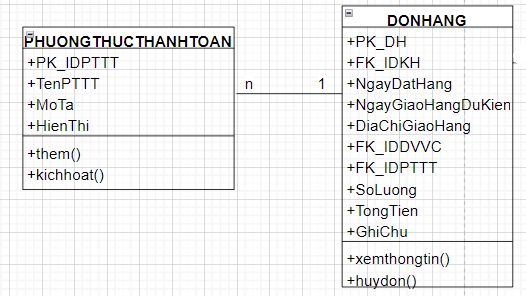 PHUONGTHUCTHANHTOAN
+PK_IDPTTT
+TenPTTT
+MoTa
+HienThi
+them()
+kichhoat()
n
1
DONHANG
+PK_DH
+FK_IDKH
+NgayDatHang
+NgayGiaoHangDuKien
+DiaChiGiaoHang
+FK_IDDVVC
+FK_IDPTTT
+SoLuong
+TongTien
+GhiChu
+xemthongtin()
+huydon()